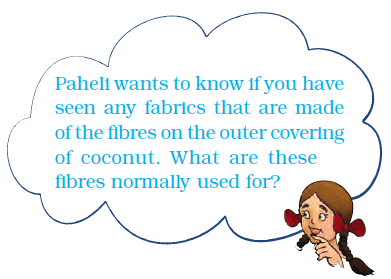 Paheli wants to know if you have
seen any fabrics that are made
of the fibres on the outer covering
of coconut. What are these
fibres normally used for?